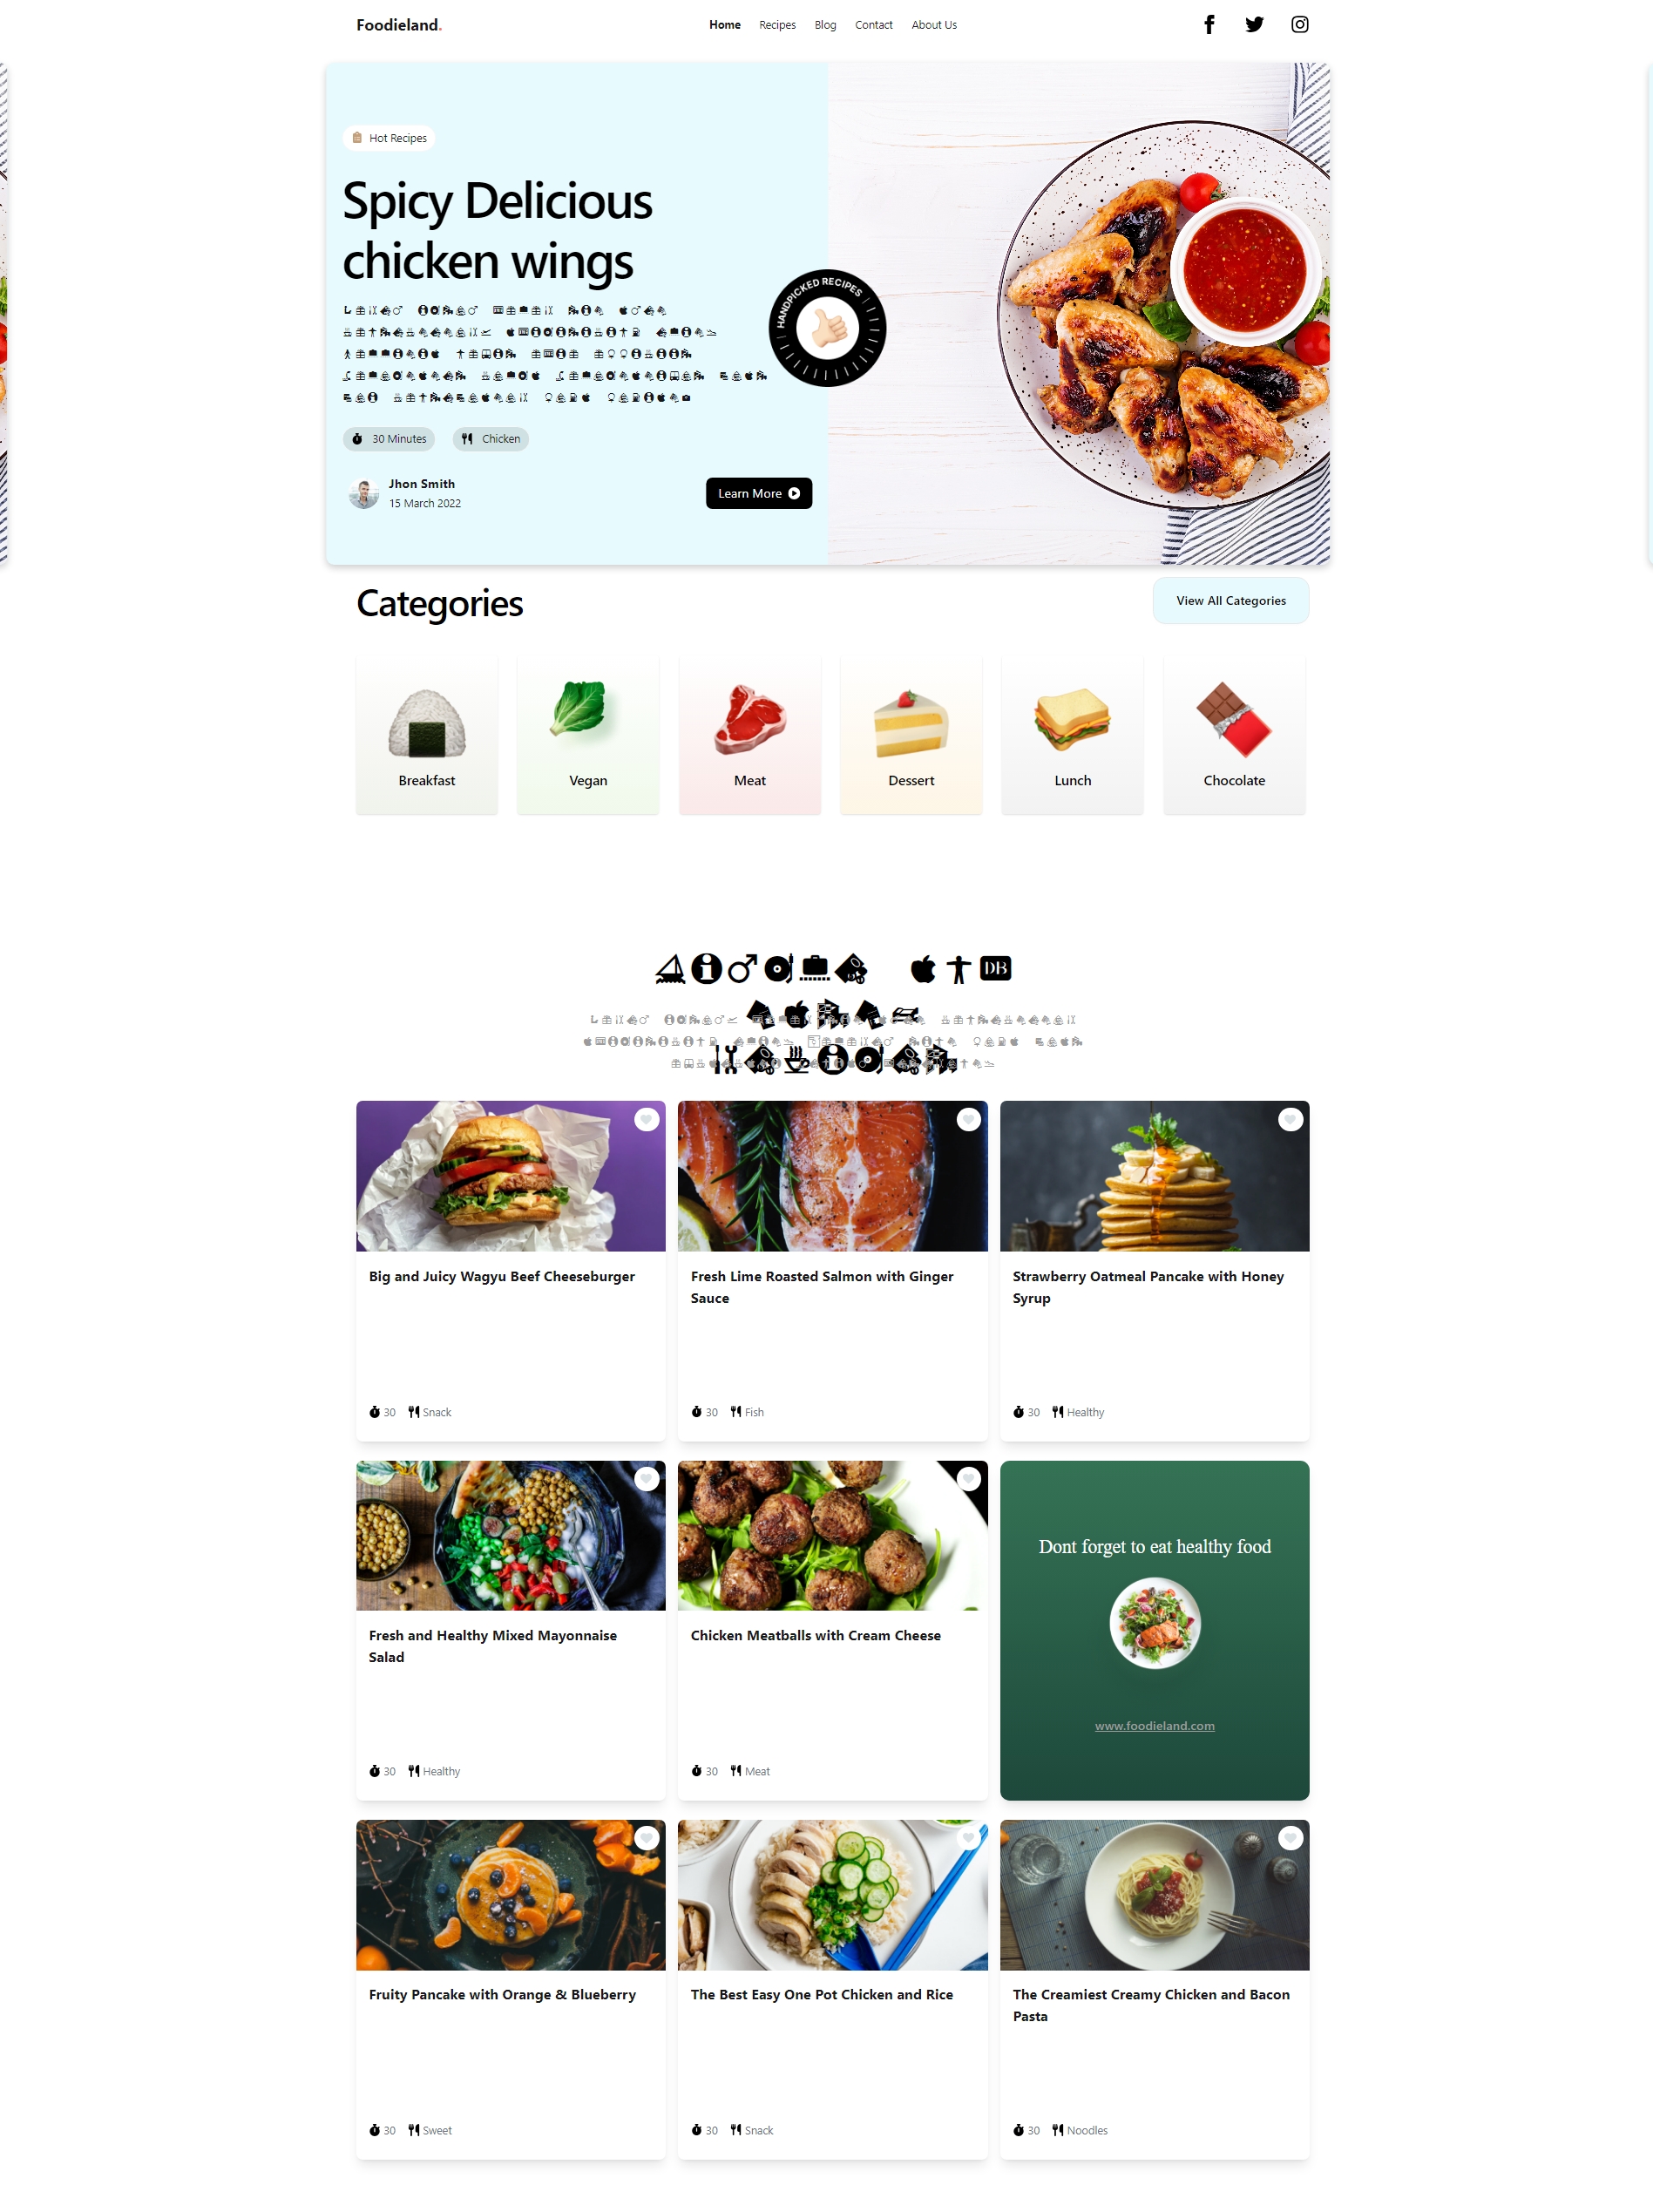 Foodieland.
Home Recipes Blog Contact About Us
Hot Recipes
Spicy Delicious
chicken wings
HANDPICKED RECIPES
30 Minutes Chicken
Jhon Smith
15 March 2022
Learn More
Categories
View All Categories
Breakfast Vegan Meat Dessert Lunch Chocolate
Big and Juicy Wagyu Beef Cheeseburger
30 Snack
Fresh Lime Roasted Salmon with Ginger
Sauce
30 Fish
Strawberry Oatmeal Pancake with Honey
Syrup
30 Healthy
Fresh and Healthy Mixed Mayonnaise
Salad
30 Healthy
Chicken Meatballs with Cream Cheese
30 Meat
Dont forget to eat healthy food
www.foodieland.com
Fruity Pancake with Orange & Blueberry
30 Sweet
The Best Easy One Pot Chicken and Rice
30 Snack
The Creamiest Creamy Chicken and Bacon
Pasta
30 Noodles